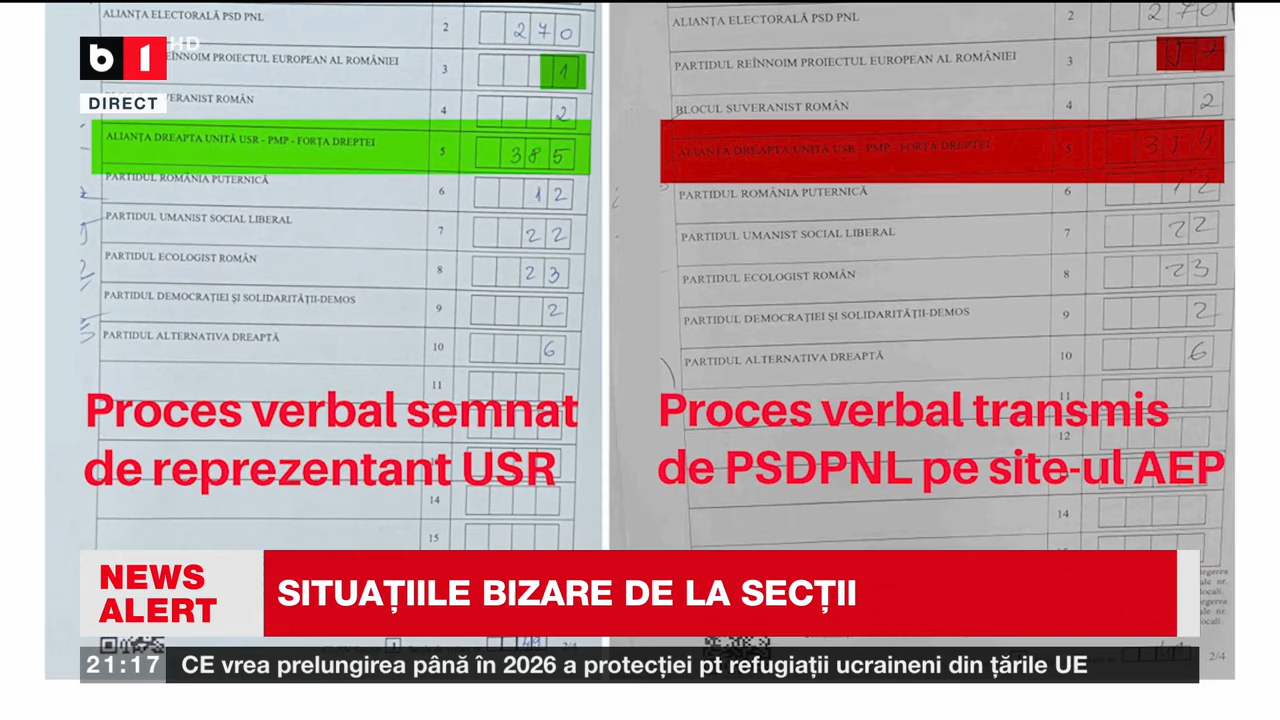 ALIANȚA ELECTORALĂ PSD PNL 2 270
REÎNNOIM PROIECTUL EUROPEAN AL ROMÂNIEI 3 1
SUVERANIST ROMÂN 4 2
ALIANȚA DREAPTA UNITĂ USR - PMP - FORȚA DREPTEI 5 385
PARTIDUL ROMÂNIA PUTERNICĂ 6 12
PARTIDUL UMANIST SOCIAL LIBERAL 7 22
PARTIDUL ECOLOGIST ROMÂN 8 23
PARTIDUL DEMOCRAȚIEI ȘI SOLIDARITĂȚII-DEMOS 9 2
PARTIDUL ALTERNATIVA DREAPTĂ 10 6
11
14
15
Proces verbal semnat
de reprezentant USR
ALIANȚA ELECTORALĂ PSD PNL 2 270
PARTIDUL REÎNNOIM PROIECTUL EUROPEAN AL ROMÂNIEI 3
BLOCUL SUVERANIST ROMÂN 4 2
ALIANȚA DREAPTA UNITĂ USR - PMP - FORȚA DREPTEI 5
PARTIDUL ROMÂNIA PUTERNICĂ 6 12
PARTIDUL UMANIST SOCIAL LIBERAL 7 22
PARTIDUL ECOLOGIST ROMÂN 8 23
PARTIDUL DEMOCRAȚIEI ȘI SOLIDARITĂȚII-DEMOS 9 2
PARTIDUL ALTERNATIVA DREAPTĂ 10 6
11
12
14
Proces verbal transmis
de PSDPNL pe site-ul AEP
2/4
b1 HD
DIRECT
NEWS
ALERT
SITUAȚIILE BIZARE DE LA SECȚII
21:17 CE vrea prelungirea până în 2026 a protecției pt refugiații ucraineni din țările UE